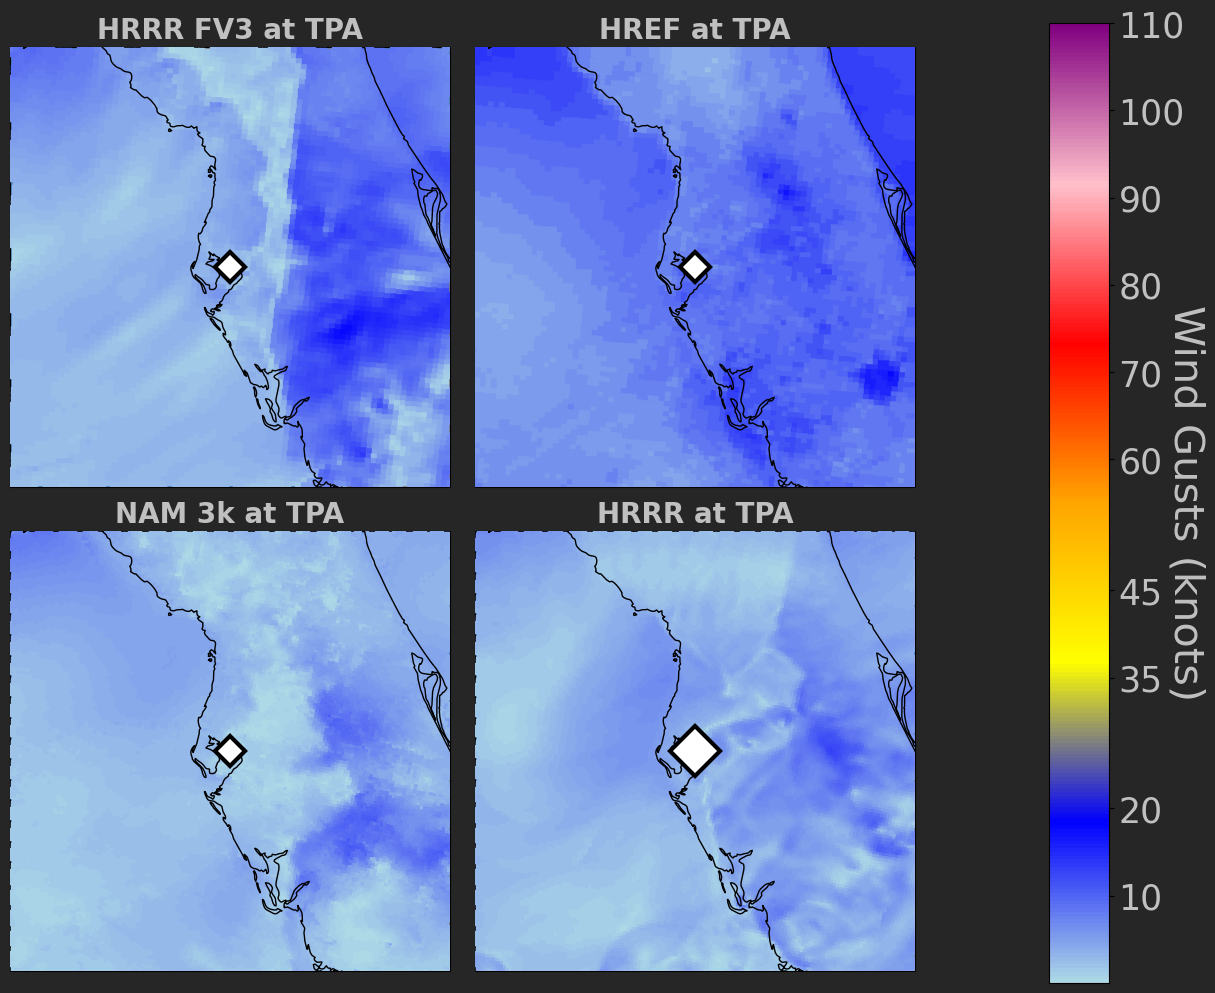 HRRR FV3 at TPA
HREF at TPA
NAM 3k at TPA
HRRR at TPA
110
100
90
80
70
60
45
35
20
10
Wind Gusts (knots)